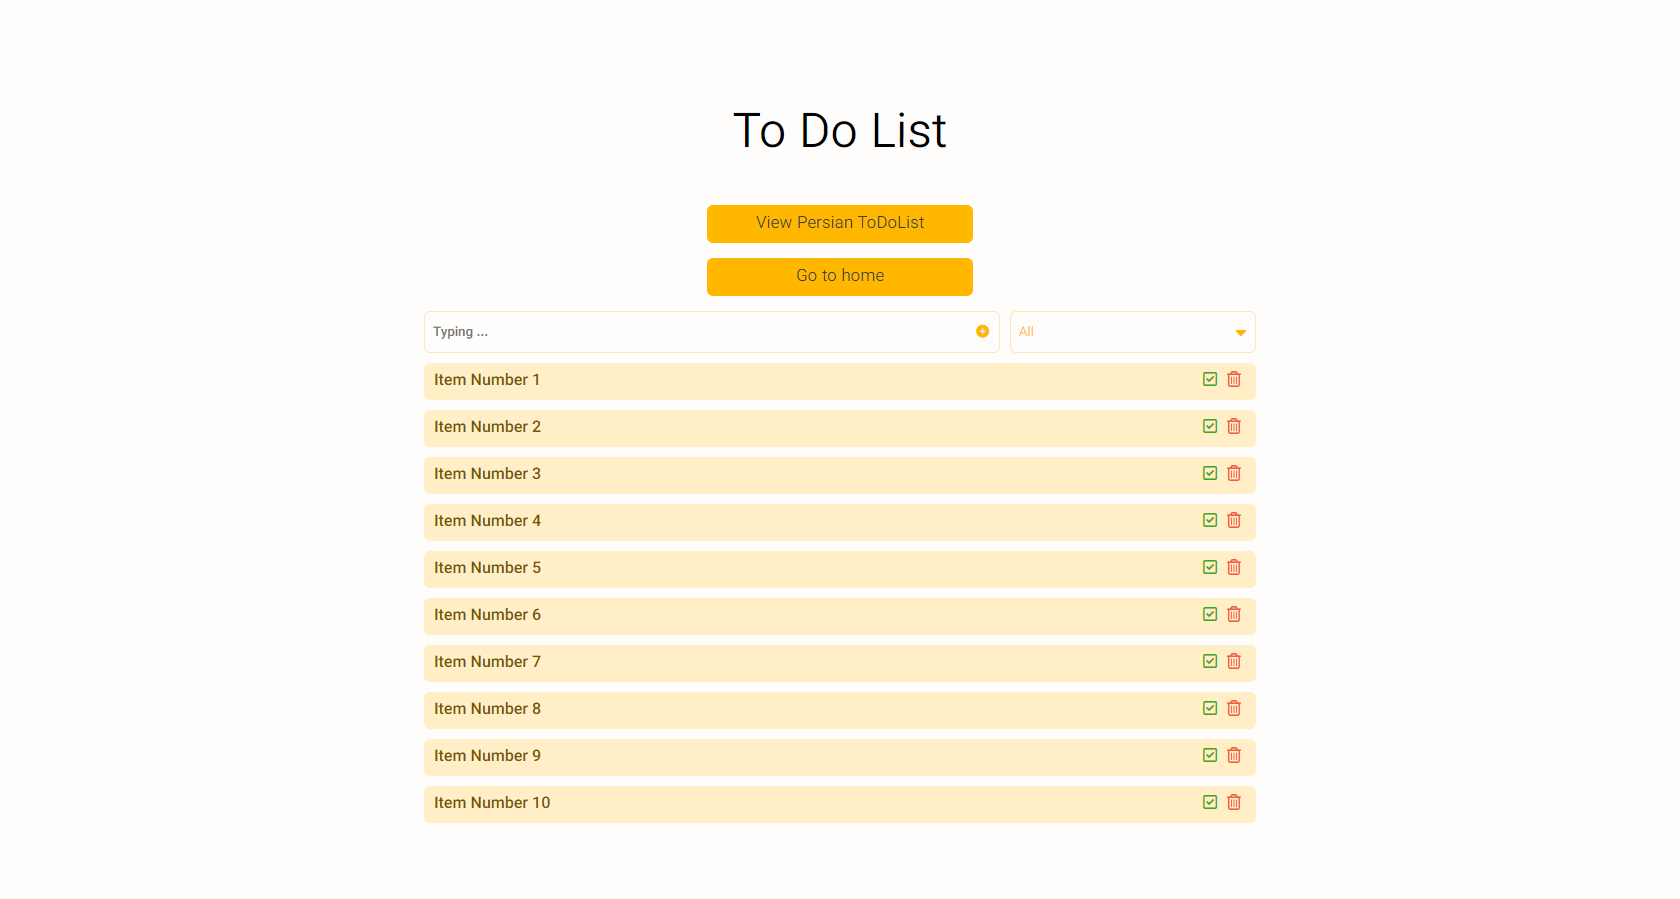 To Do List
View Persian ToDoList
Go to home
Typing ...
All
Item Number 1
Item Number 2
Item Number 3
Item Number 4
Item Number 5
Item Number 6
Item Number 7
Item Number 8
Item Number 9
Item Number 10